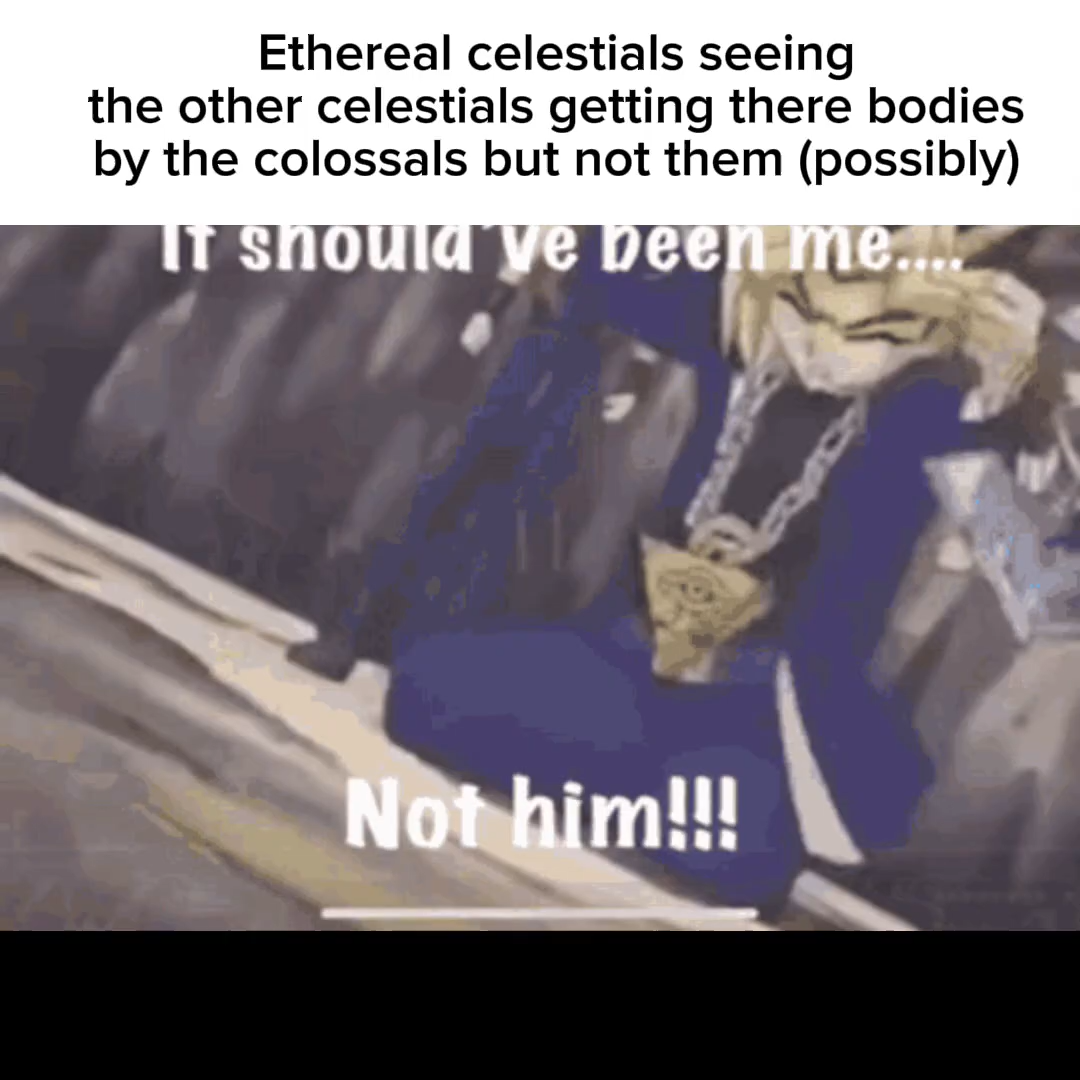 Ethereal celestials seeing
the other celestials getting there bodies
by the colossals but not them (possibly)
It should've been me....
Not him!!!